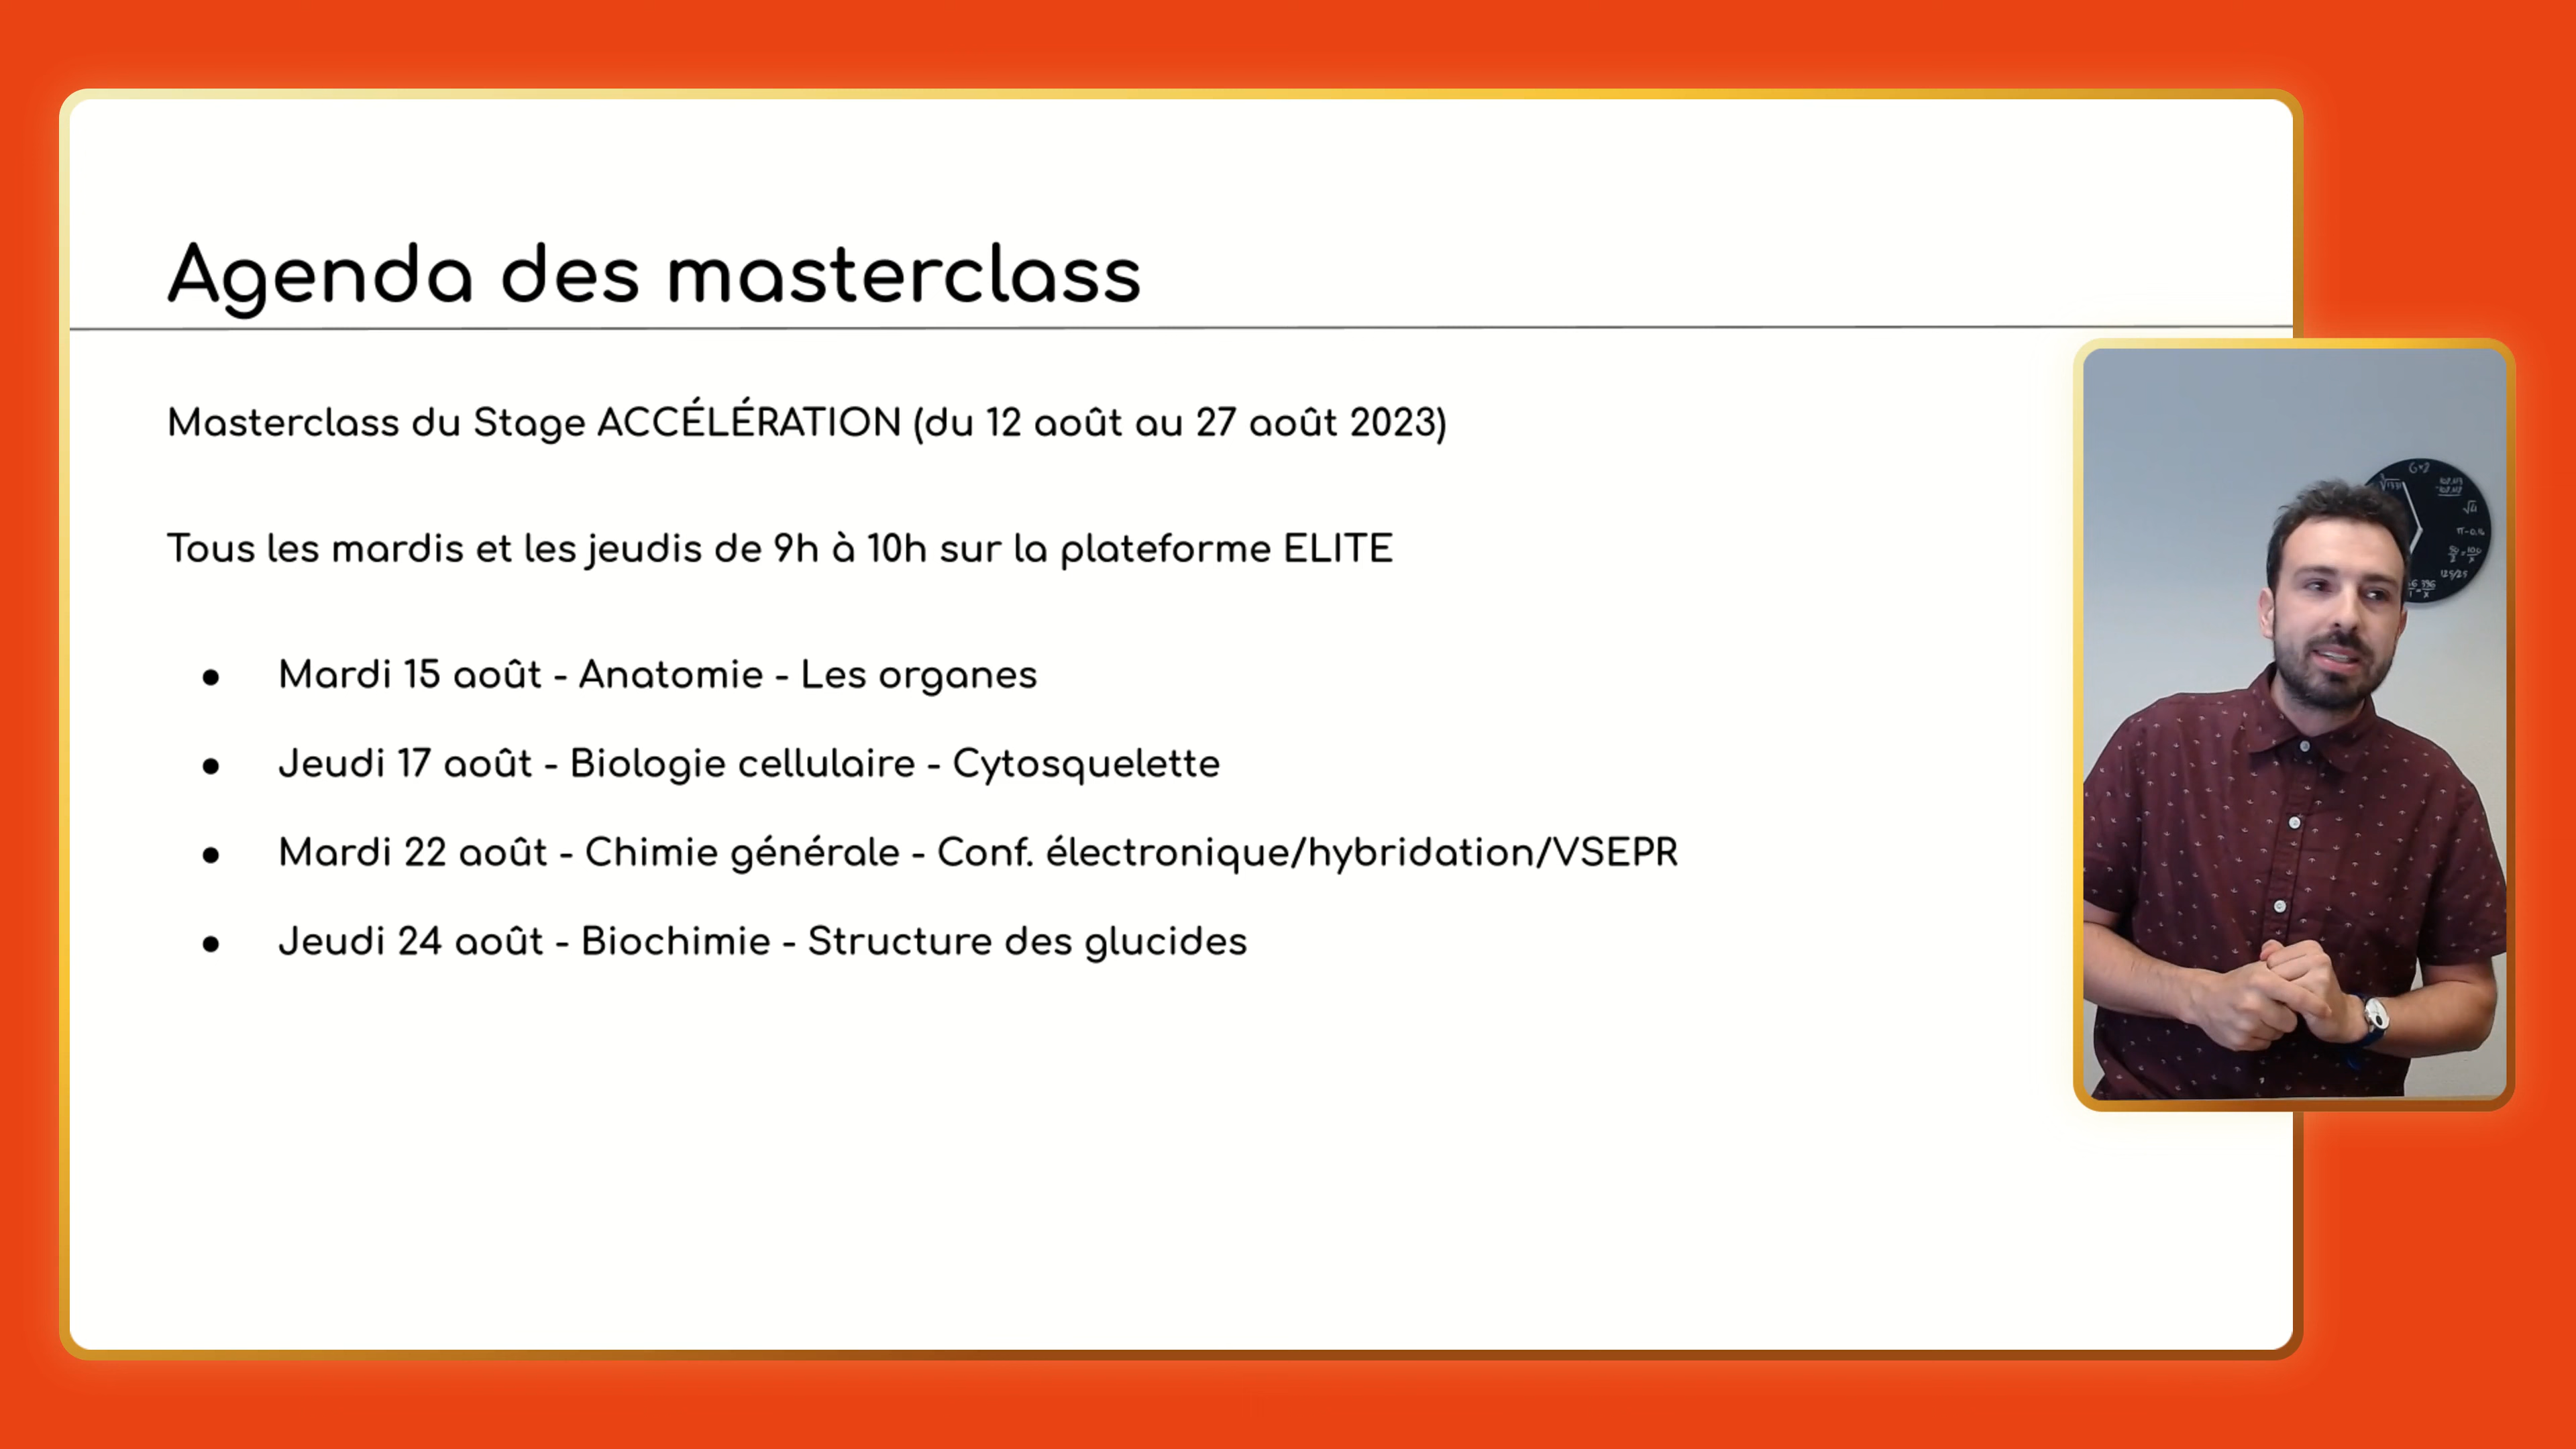 Agenda des masterclass
Masterclass du Stage ACCÉLÉRATION (du 12 août au 27 août 2023)
Tous les mardis et les jeudis de 9h à 10h sur la plateforme ELITE
● Mardi 15 août - Anatomie - Les organes
● Jeudi 17 août - Biologie cellulaire - Cytosquelette
● Mardi 22 août - Chimie générale - Conf. électronique/hybridation/VSEPR
● Jeudi 24 août - Biochimie - Structure des glucides